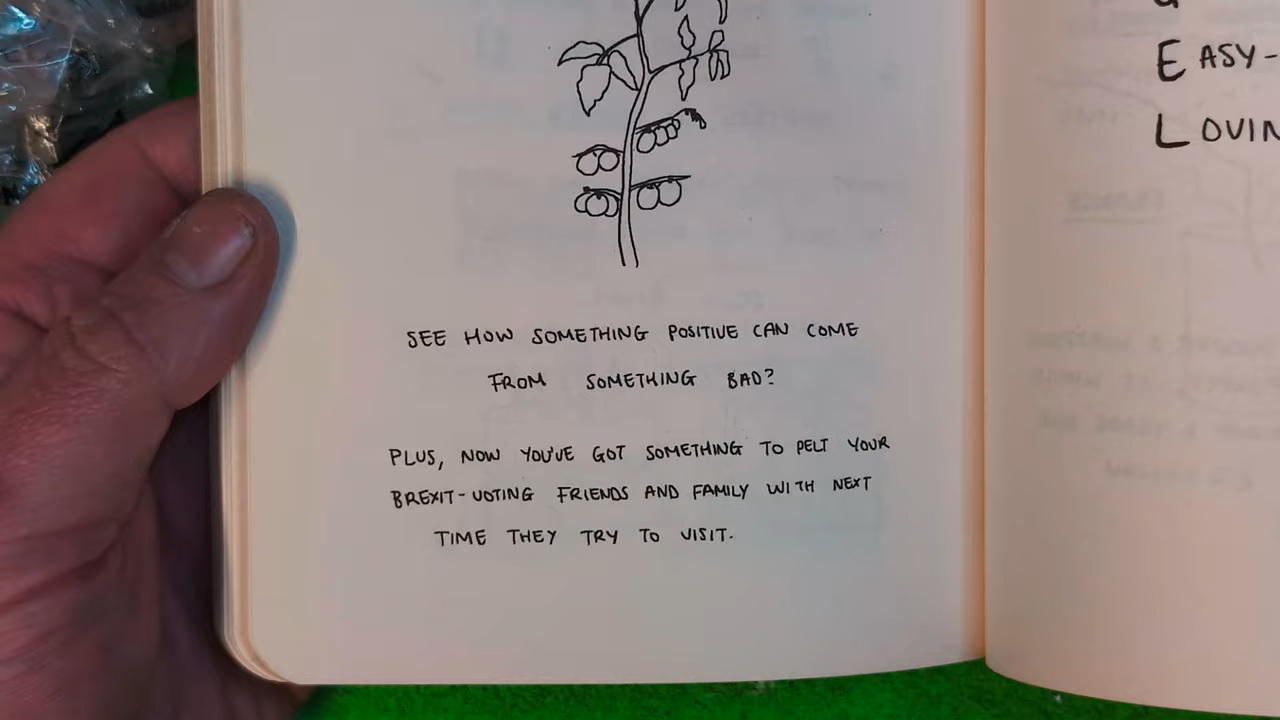 SEE HOW SOMETHING POSITIVE CAN COME
FROM SOMETHING BAD?
PLUS, NOW YOU'VE GOT SOMETHING TO PELT YOUR
BREXIT-VOTING FRIENDS AND FAMILY WITH NEXT
TIME THEY TRY TO VISIT.
EASY-
LOVIN